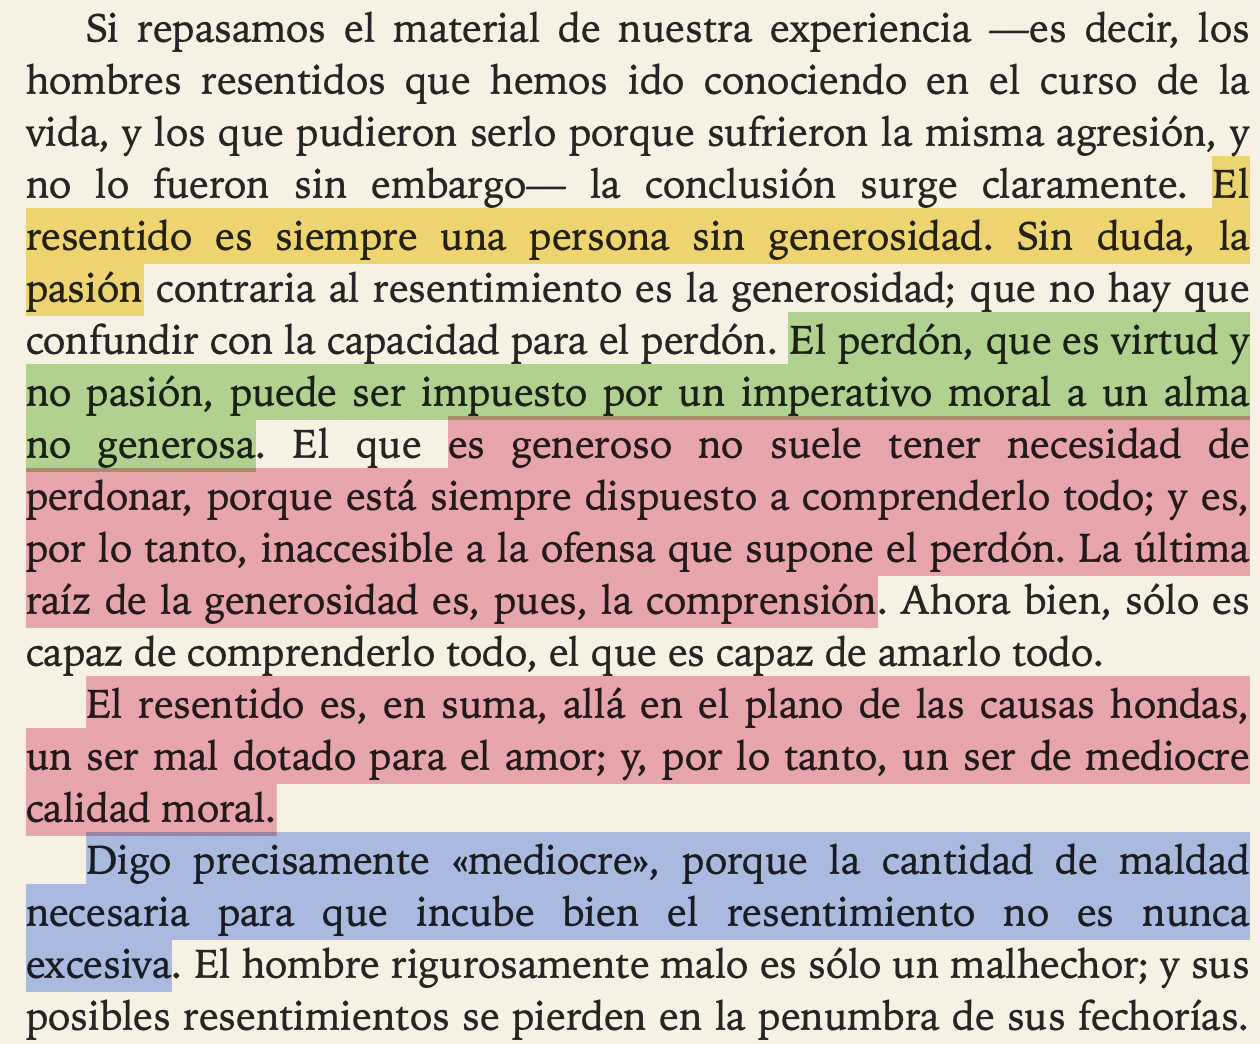 Si repasamos el material de nuestra experiencia —es decir, los
hombres resentidos que hemos ido conociendo en el curso de la
vida, y los que pudieron serlo porque sufrieron la misma agresión, y
no lo fueron sin embargo— la conclusión surge claramente. El
resentido es siempre una persona sin generosidad. Sin duda, la
pasión contraria al resentimiento es la generosidad; que no hay que
confundir con la capacidad para el perdón. El perdón, que es virtud y
no pasión, puede ser impuesto por un imperativo moral a un alma
no generosa. El que es generoso no suele tener necesidad de
perdonar, porque está siempre dispuesto a comprenderlo todo; y es,
por lo tanto, inaccesible a la ofensa que supone el perdón. La última
raíz de la generosidad es, pues, la comprensión. Ahora bien, sólo es
capaz de comprenderlo todo, el que es capaz de amarlo todo.
El resentido es, en suma, allá en el plano de las causas hondas,
un ser mal dotado para el amor; y, por lo tanto, un ser de mediocre
calidad moral.
Digo precisamente «mediocre», porque la cantidad de maldad
necesaria para que incube bien el resentimiento no es nunca
excesiva. El hombre rigurosamente malo es sólo un malhechor; y sus
posibles resentimientos se pierden en la penumbra de sus fechorías.